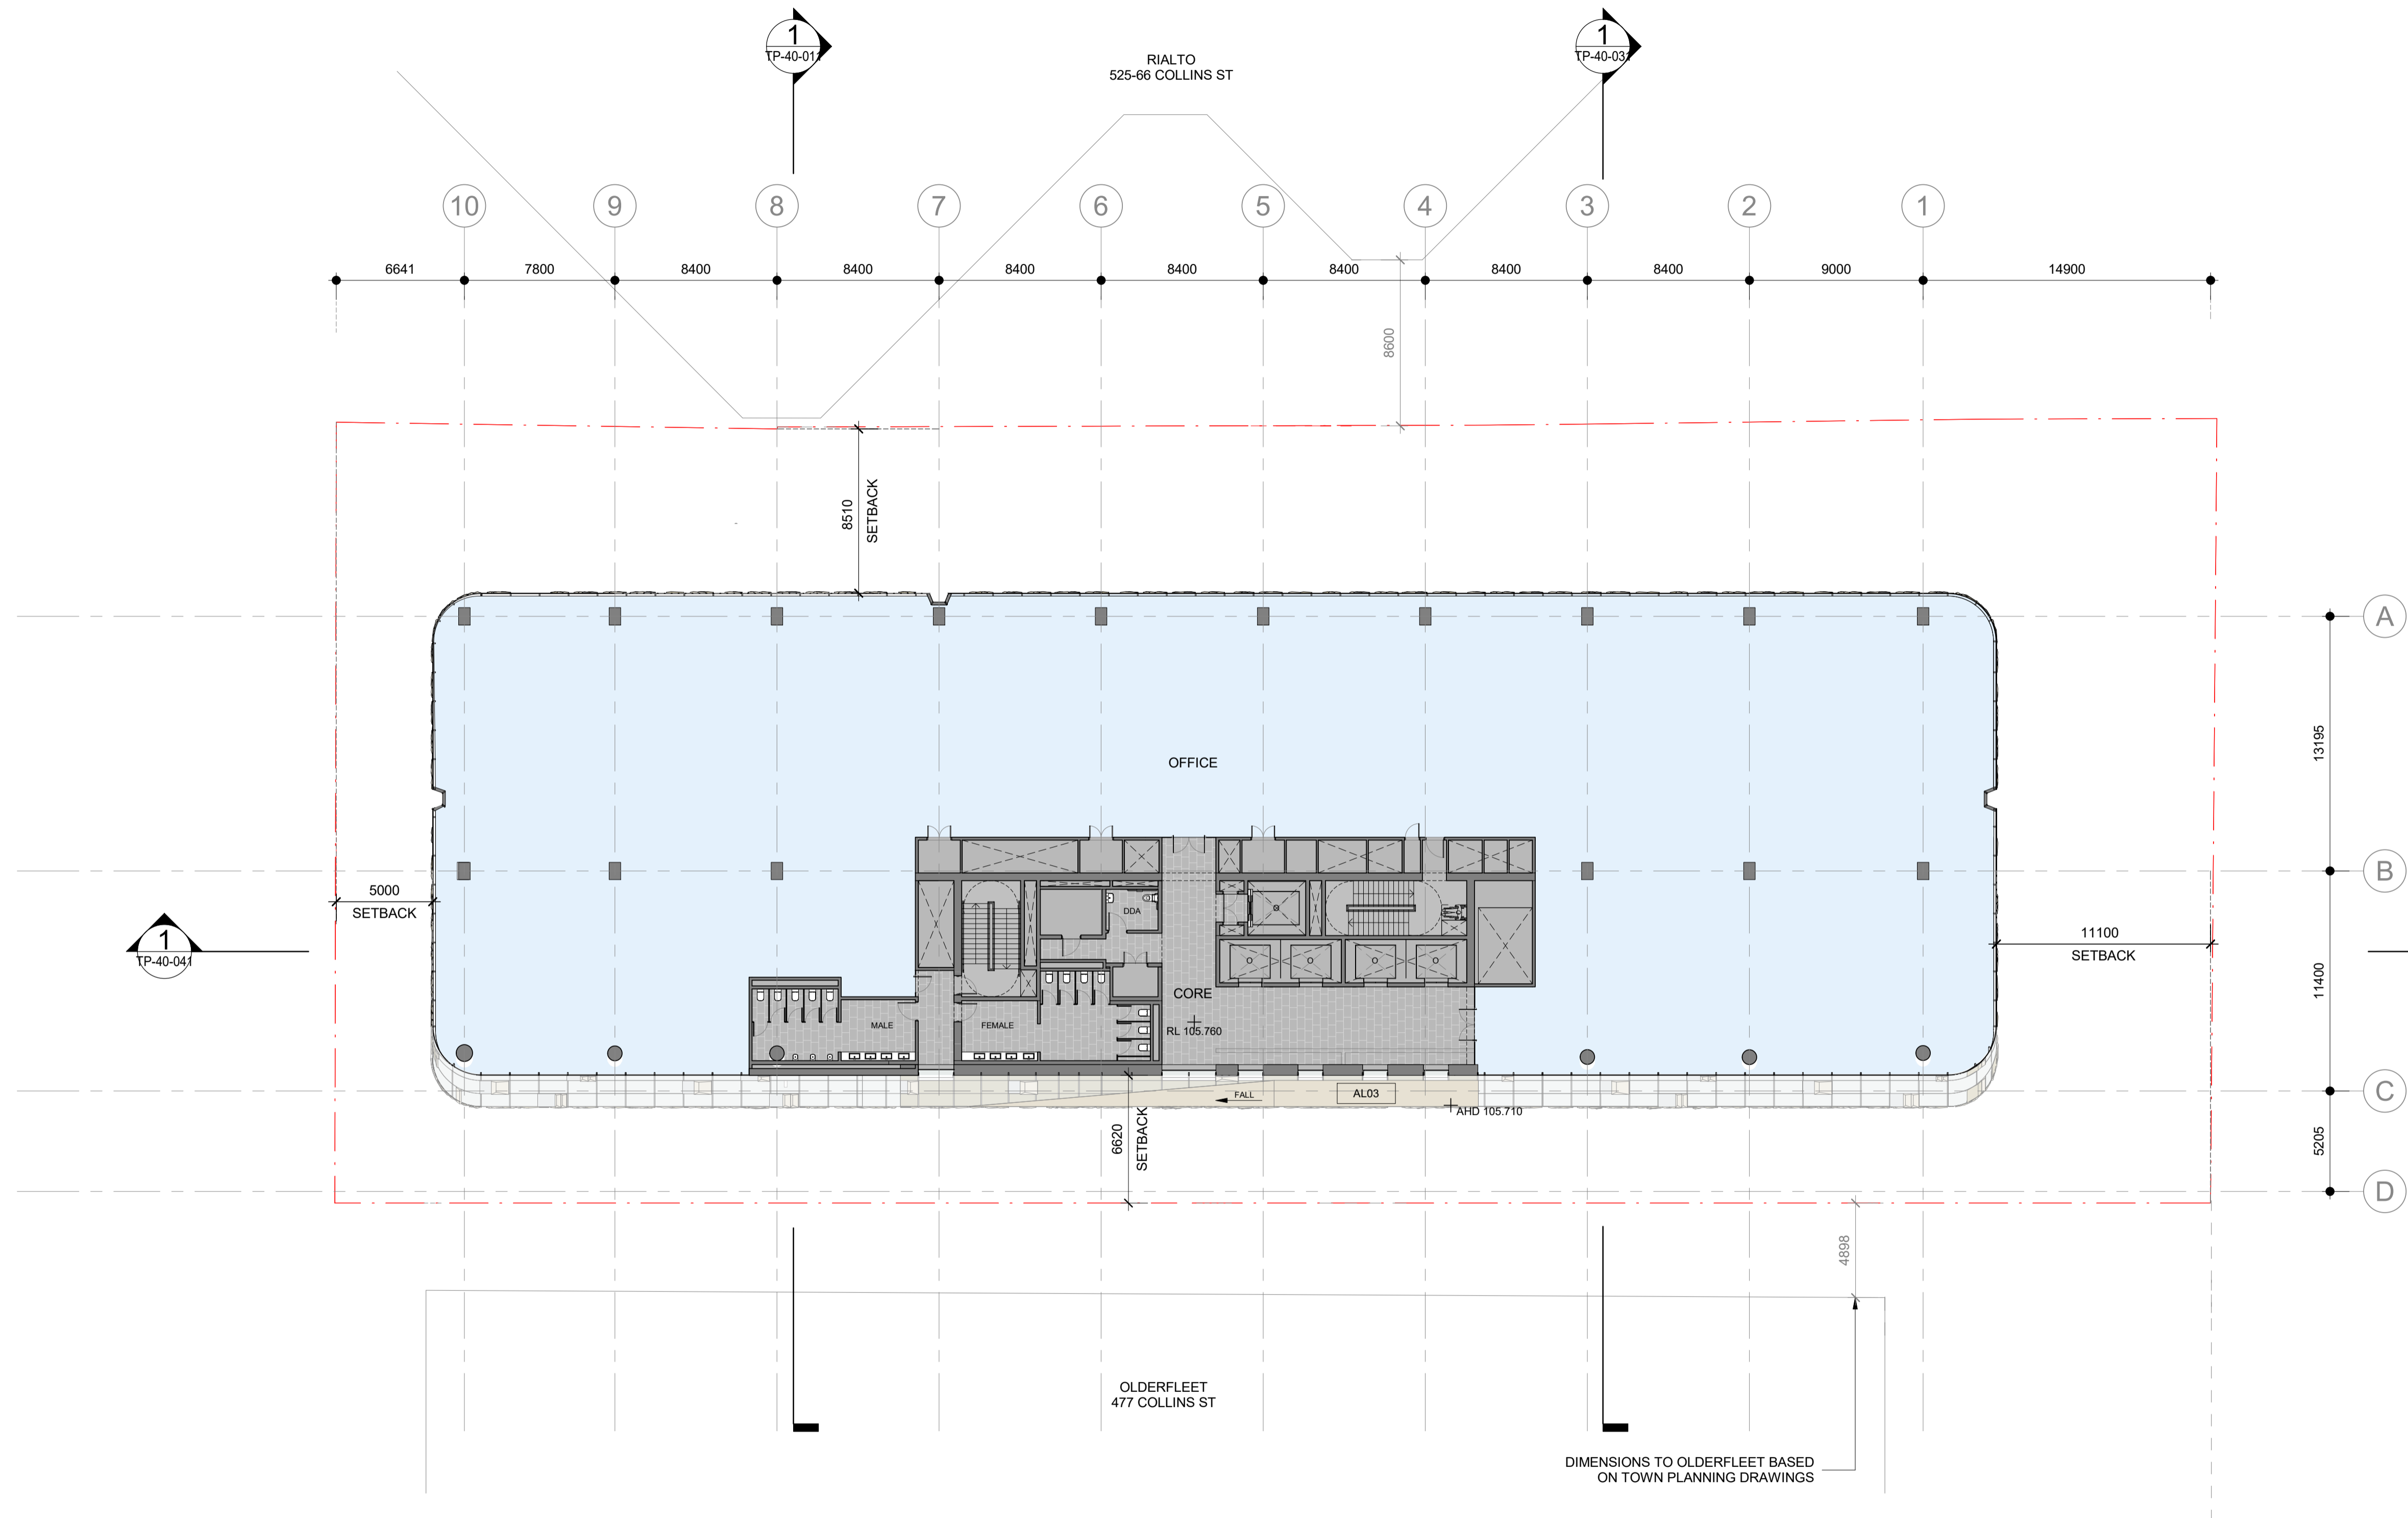 1
TP-40-011
RIALTO
525-66 COLLINS ST
1
TP-40-031
10
9
8
7
6
5
4
3
2
1
6641
7800
8400
8400
8400
8400
8400
8400
8400
9000
14900
8600
8510
SETBACK
A
13195
OFFICE
B
5000
SETBACK
DDA
1
TP-40-041
11100
SETBACK
11400
CORE
MALE
FEMALE
RL 105.760
C
FALL
AL03
AHD 105.710
6620
SETBACK
5205
D
4898
OLDERFLEET
477 COLLINS ST
DIMENSIONS TO OLDERFLEET BASED
ON TOWN PLANNING DRAWINGS